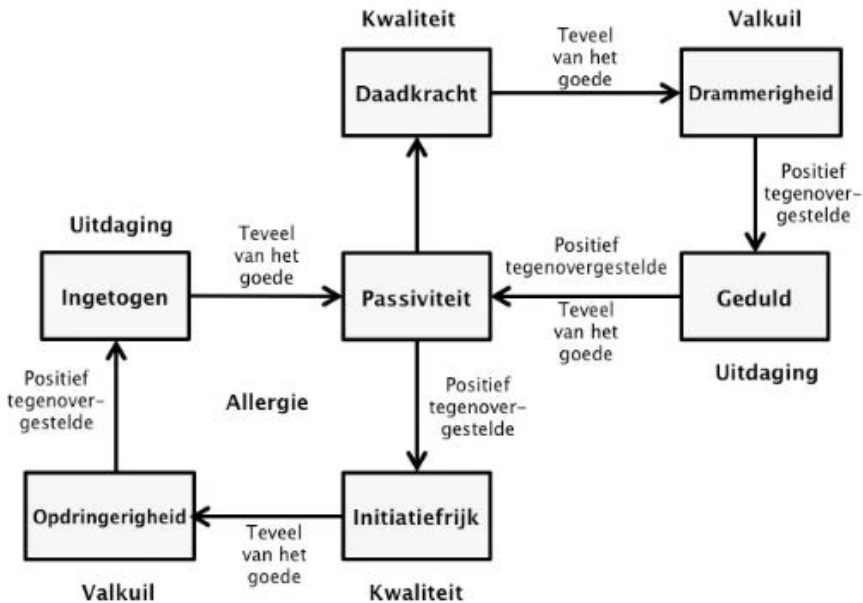 Kwaliteit
Valkuil
Teveel
van het
goede
Daadkracht
Drammerigheid
Positief
tegenover-
gestelde
Uitdaging
Teveel
van het
goede
Positief
tegenovergestelde
Ingetogen
Passiviteit
Geduld
Teveel
van het
goede
Uitdaging
Positief
tegenover-
gestelde
Allergie
Positief
tegenover-
gestelde
Opdringerigheid
Initiatiefrijk
Teveel
van het
goede
Valkuil
Kwaliteit